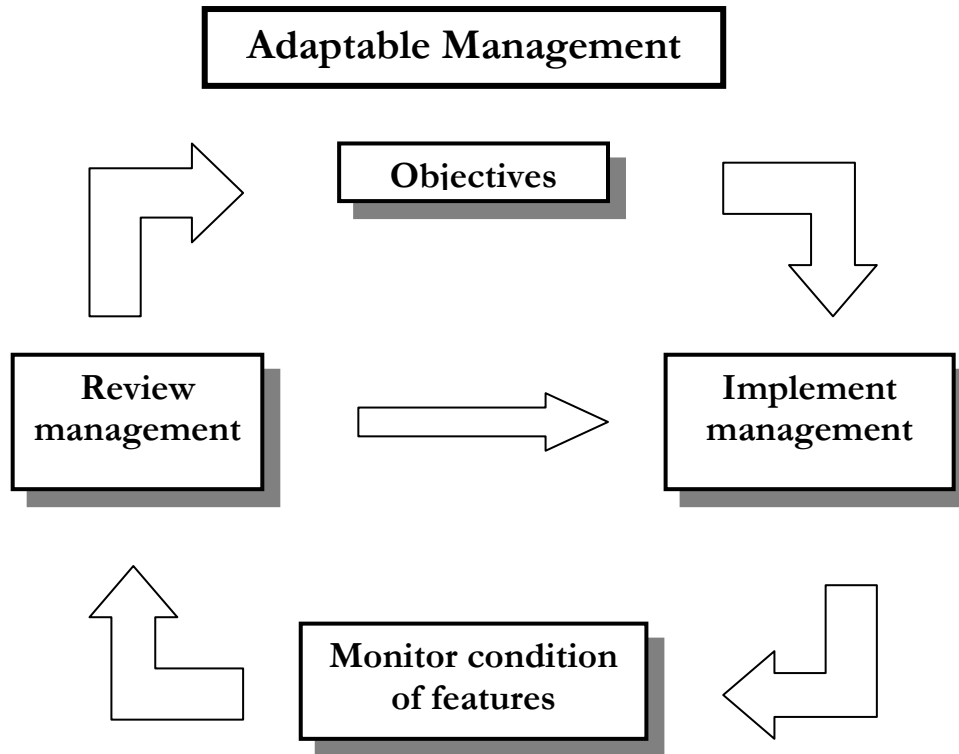 Adaptable Management
Objectives
Review
management
Implement
management
Monitor condition
of features